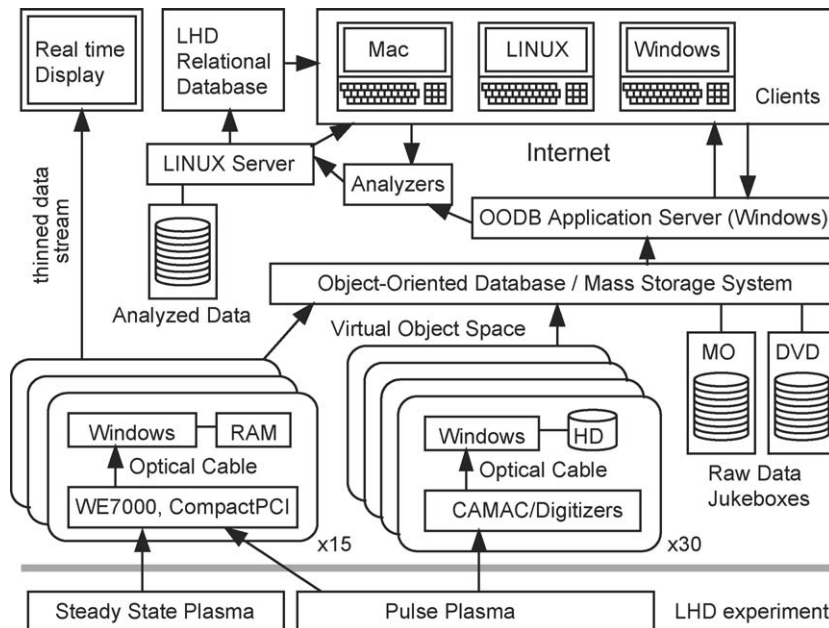 Real time
Display
LHD
Relational
Database
Mac
LINUX
Windows
Clients
Internet
LINUX Server
Analyzers
OODB Application Server (Windows)
thinned data
stream
Analyzed Data
Object-Oriented Database / Mass Storage System
Virtual Object Space
MO
DVD
Raw Data
Jukeboxes
Windows
RAM
Optical Cable
WE7000, CompactPCI
x15
Windows
HD
Optical Cable
CAMAC/Digitizers
x30
Steady State Plasma
Pulse Plasma
LHD experiment